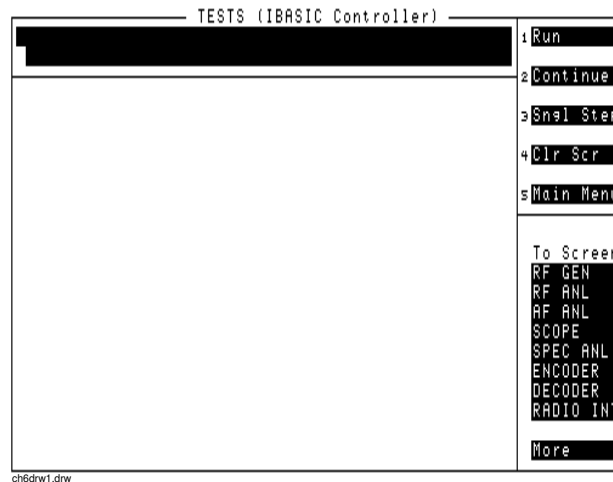 TESTS (IBASIC Controller)
1 Run
2 Continue
3 Sngl Ste
4 Clr Scr
5 Main Men
To Scree
RF GEN
RF ANL
AF ANL
SCOPE
SPEC ANL
ENCODER
DECODER
RADIO IN
More
ch6drw1.drw